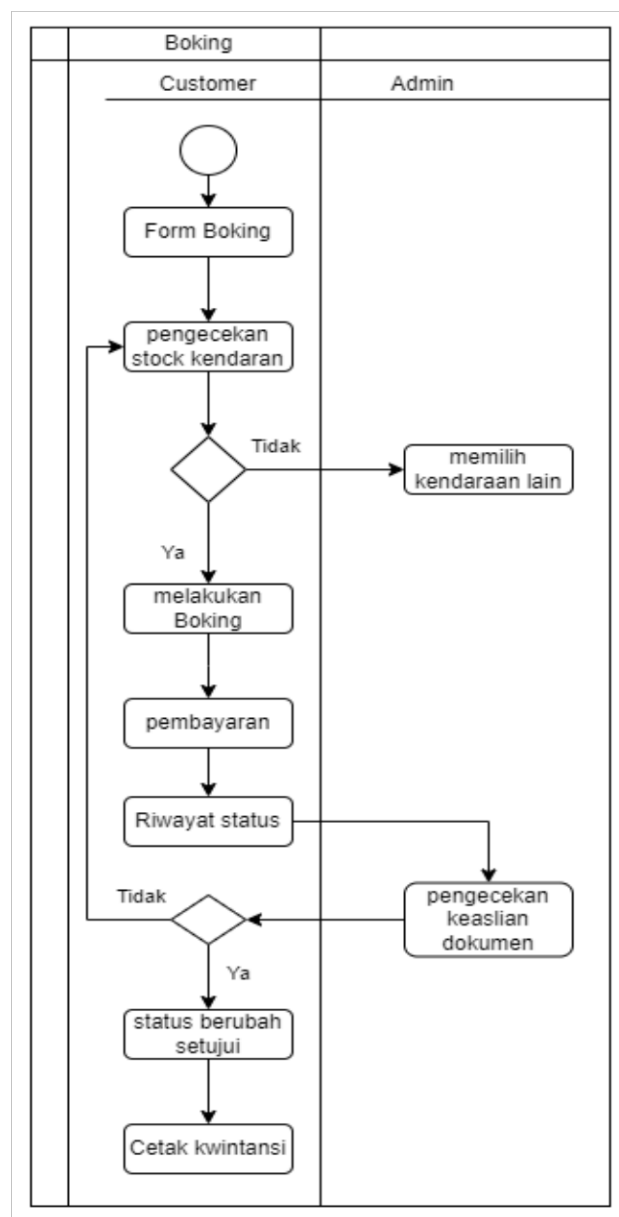 Boking
Customer
Admin
Form Boking
pengecekan
stock kendaran
Tidak
memilih
kendaraan lain
Ya
melakukan
Boking
pembayaran
Riwayat status
pengecekan
keaslian
dokumen
Tidak
Ya
status berubah
setujui
Cetak kwintansi